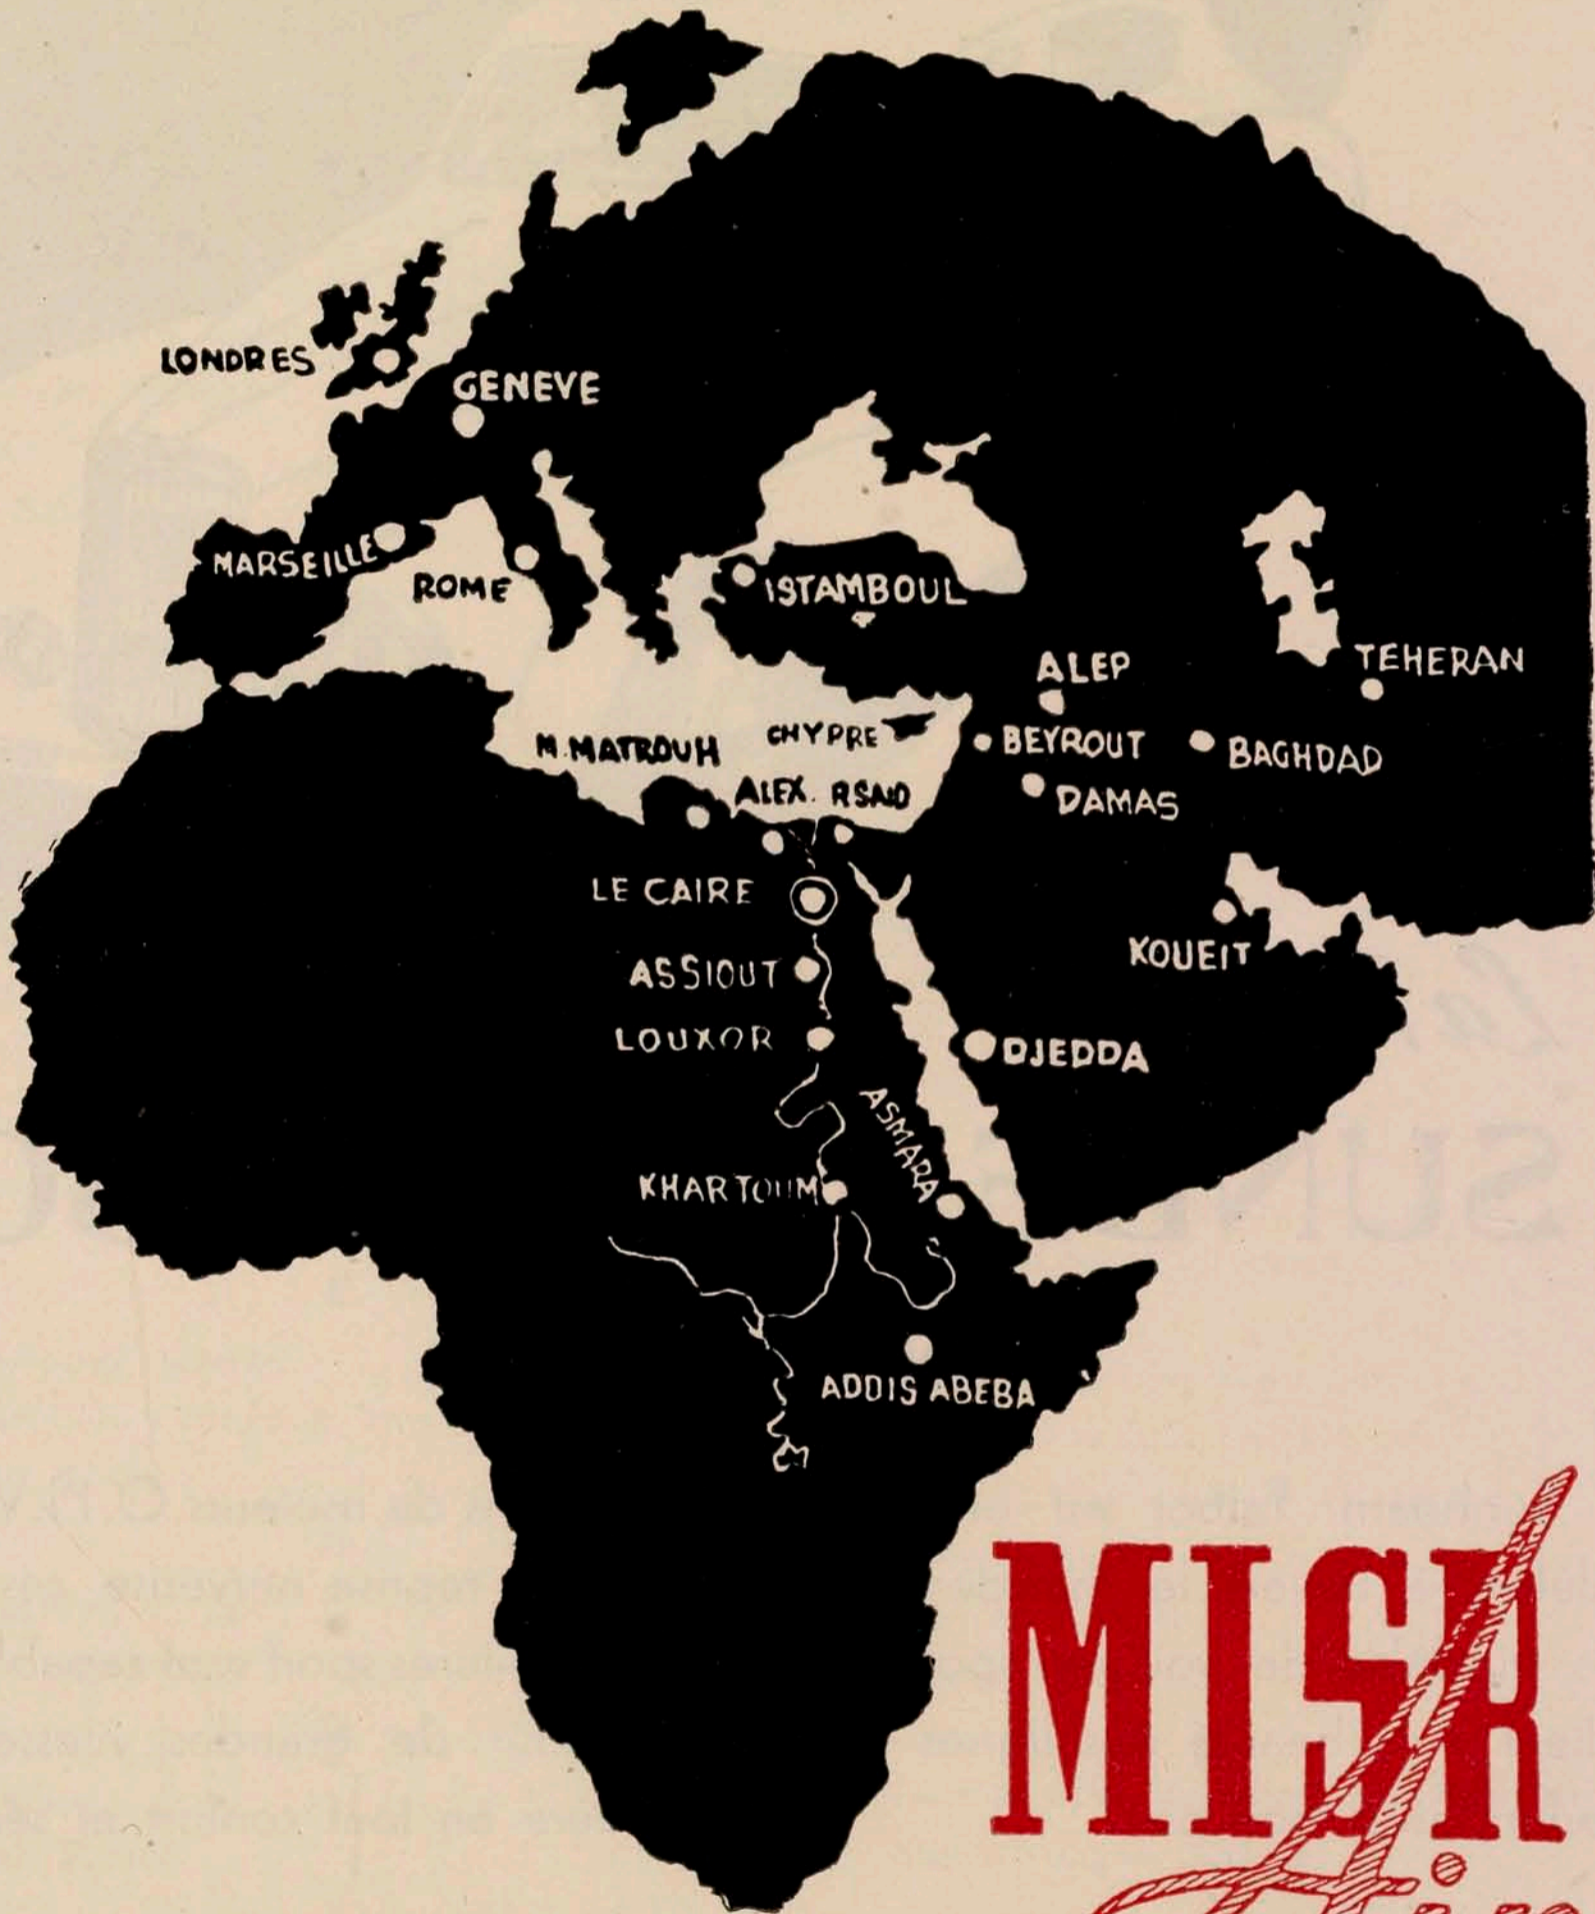 LONDRES
GENEVE
MARSEILLE
ROME
ISTAMBOUL
ALEP
TEHERAN
M. MATROUH
CHYPRE
BEYROUT
BAGHDAD
ALEX.
P.SAID
DAMAS
LE CAIRE
KOUEIT
ASSIOUT
LOUXOR
DJEDDA
ASMARA
KHARTOUM
ADDIS ABEBA
MISR
Air